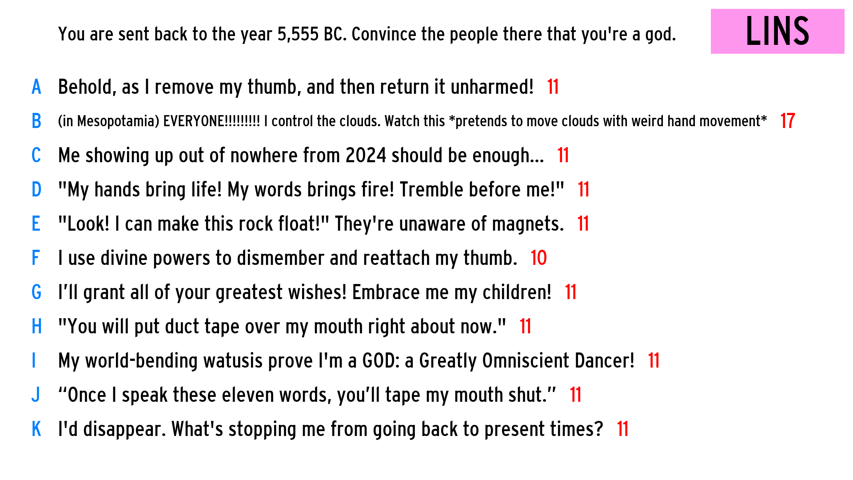 You are sent back to the year 5,555 BC. Convince the people there that you're a god.
LINS
A Behold, as I remove my thumb, and then return it unharmed! 11
B (in Mesopotamia) EVERYONE!!!!!!!!! I control the clouds. Watch this *pretends to move clouds with weird hand movement* 17
C Me showing up out of nowhere from 2024 should be enough... 11
D "My hands bring life! My words brings fire! Tremble before me!" 11
E "Look! I can make this rock float!" They're unaware of magnets. 11
F I use divine powers to dismember and reattach my thumb. 10
G I’ll grant all of your greatest wishes! Embrace me my children! 11
H "You will put duct tape over my mouth right about now." 11
I My world-bending watusis prove I'm a GOD: a Greatly Omniscient Dancer! 11
J “Once I speak these eleven words, you’ll tape my mouth shut.” 11
K I'd disappear. What's stopping me from going back to present times? 11